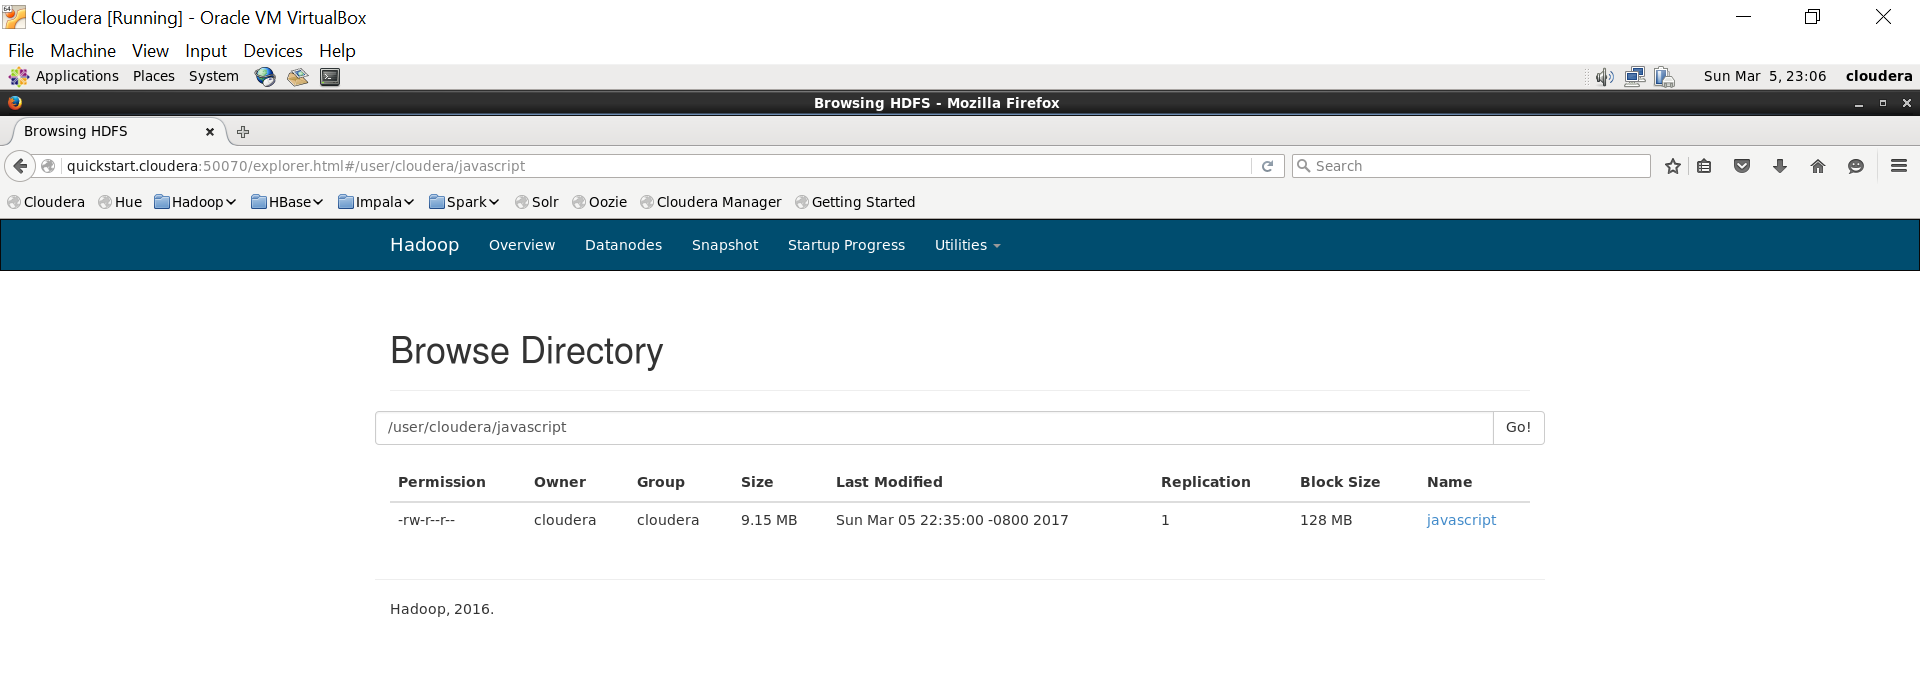 Cloudera [Running] - Oracle VM VirtualBox
File Machine View Input Devices Help
Applications Places System Sun Mar 5, 23:06 cloudera
Browsing HDFS - Mozilla Firefox
Browsing HDFS
quickstart.cloudera:50070/explorer.html#/user/cloudera/javascript Search
Cloudera Hue Hadoop HBase Impala Spark Solr Oozie Cloudera Manager Getting Started
Hadoop Overview Datanodes Snapshot Startup Progress Utilities
Browse Directory
/user/cloudera/javascript Go!
Permission Owner Group Size Last Modified Replication Block Size Name
-rw-r--r-- cloudera cloudera 9.15 MB Sun Mar 05 22:35:00 -0800 2017 1 128 MB javascript
Hadoop, 2016.